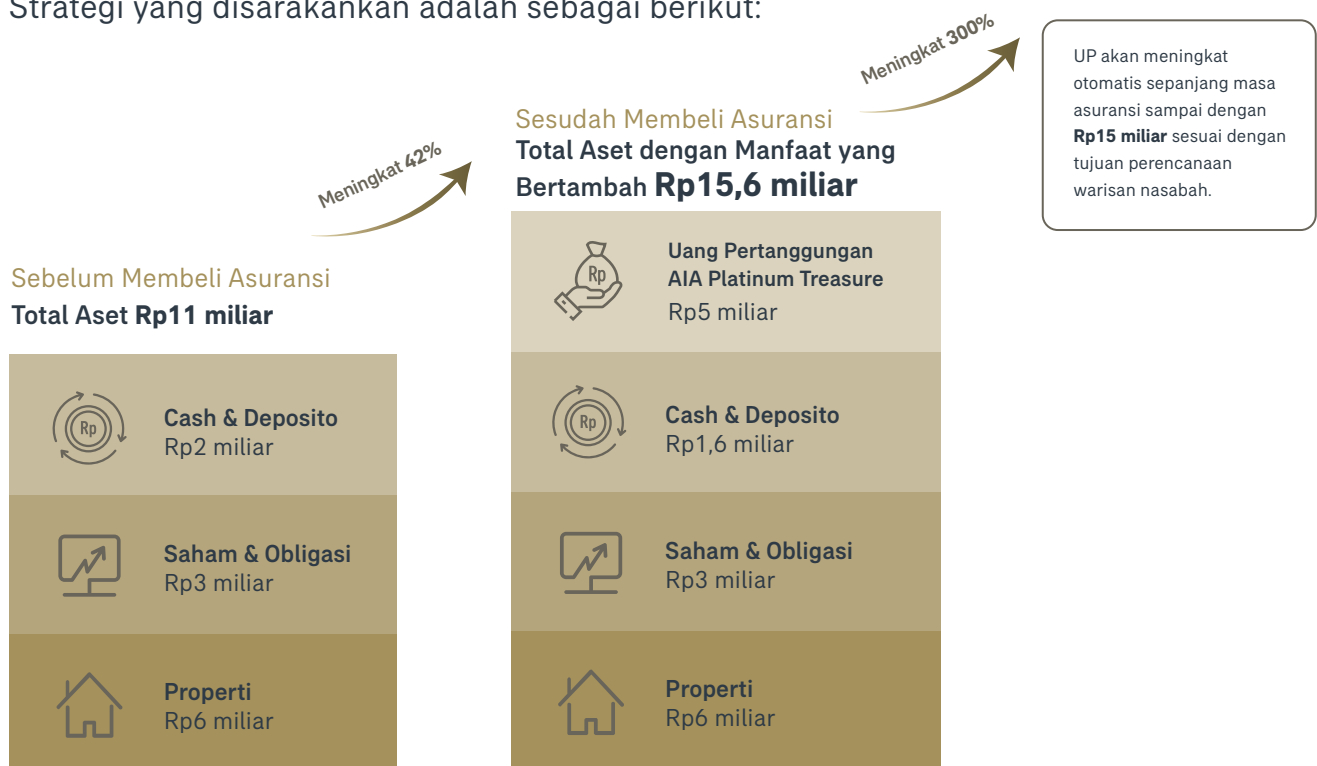 Strategi yang disarakankan adalah sebagai berikut:
Meningkat 300%
UP akan meningkat
otomatis sepanjang masa
asuransi sampai dengan
Rp15 miliar sesuai dengan
tujuan perencanaan
warisan nasabah.
Meningkat 42%
Sesudah Membeli Asuransi
Total Aset dengan Manfaat yang
Bertambah Rp15,6 miliar
Rp
Uang Pertanggungan
AIA Platinum Treasure
Rp5 miliar
Rp
Cash & Deposito
Rp1,6 miliar
Saham & Obligasi
Rp3 miliar
Properti
Rp6 miliar
Sebelum Membeli Asuransi
Total Aset Rp11 miliar
Rp
Cash & Deposito
Rp2 miliar
Saham & Obligasi
Rp3 miliar
Properti
Rp6 miliar